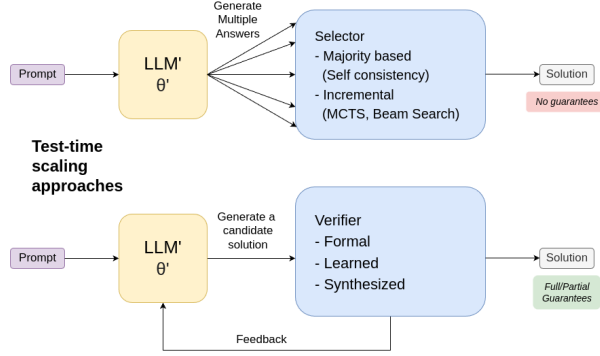 Generate
Multiple
Answers
Prompt
LLM'
θ'
Selector
- Majority based
(Self consistency)
- Incremental
(MCTS, Beam Search)
Solution
No guarantees
Test-time
scaling
approaches
Prompt
LLM'
θ'
Generate a
candidate
solution
Verifier
- Formal
- Learned
- Synthesized
Solution
Full/Partial
Guarantees
Feedback